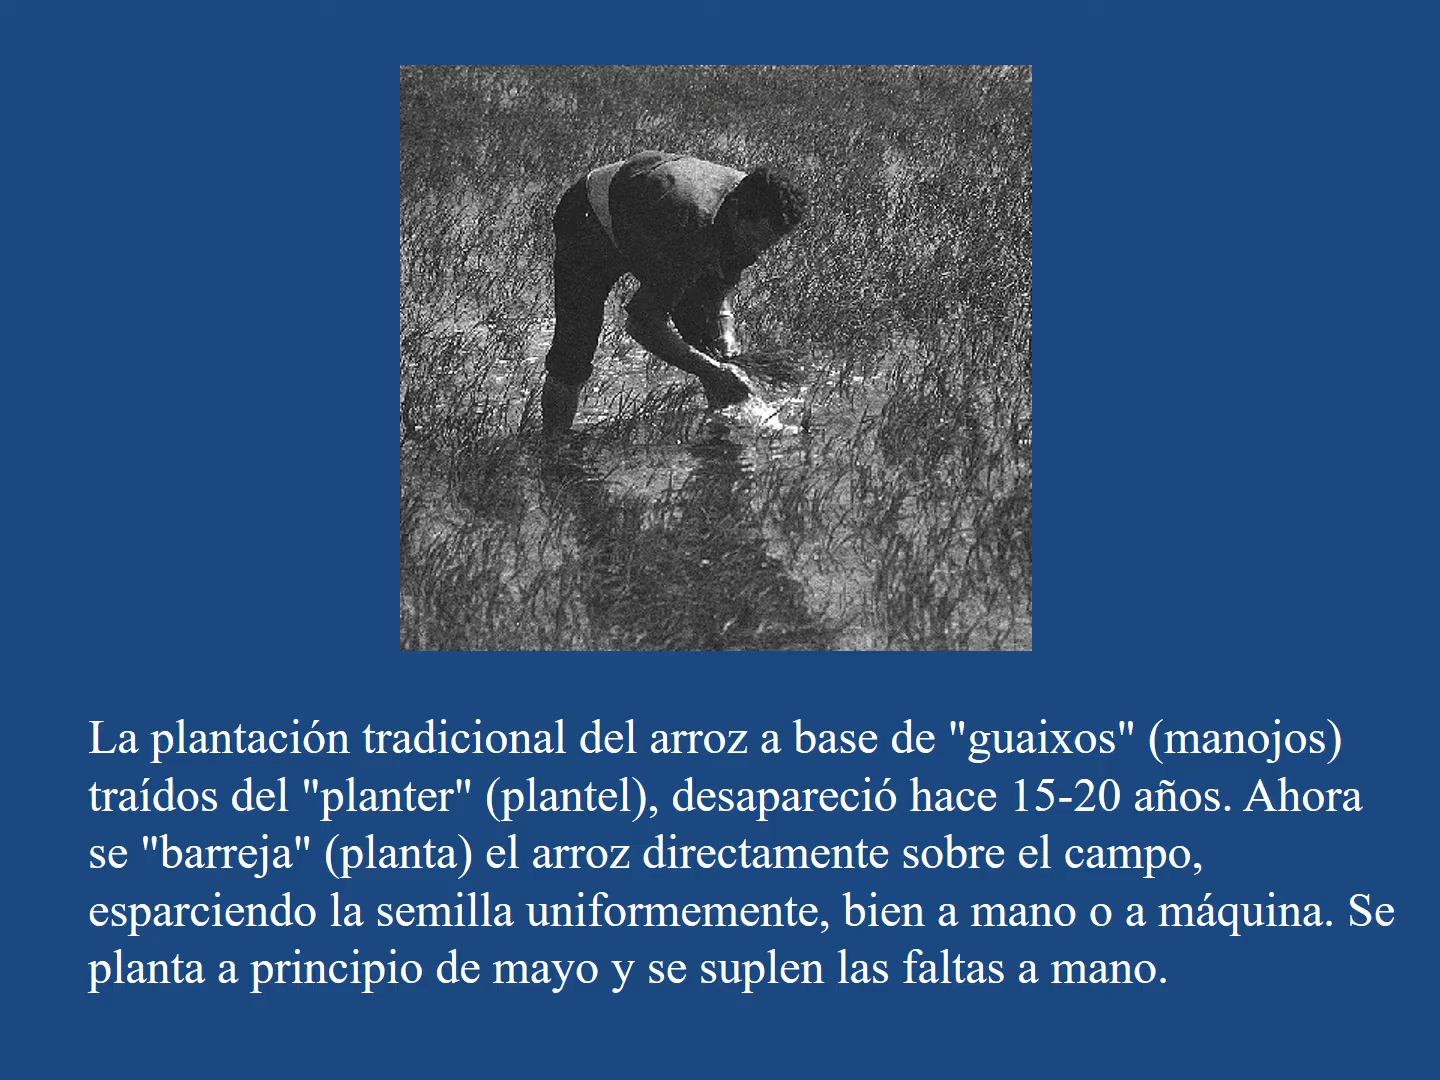 La plantación tradicional del arroz a base de "guaixos" (manojos)
traídos del "planter" (plantel), desapareció hace 15-20 años. Ahora
se "barreja" (planta) el arroz directamente sobre el campo,
esparciendo la semilla uniformemente, bien a mano o a máquina. Se
planta a principio de mayo y se suplen las faltas a mano.